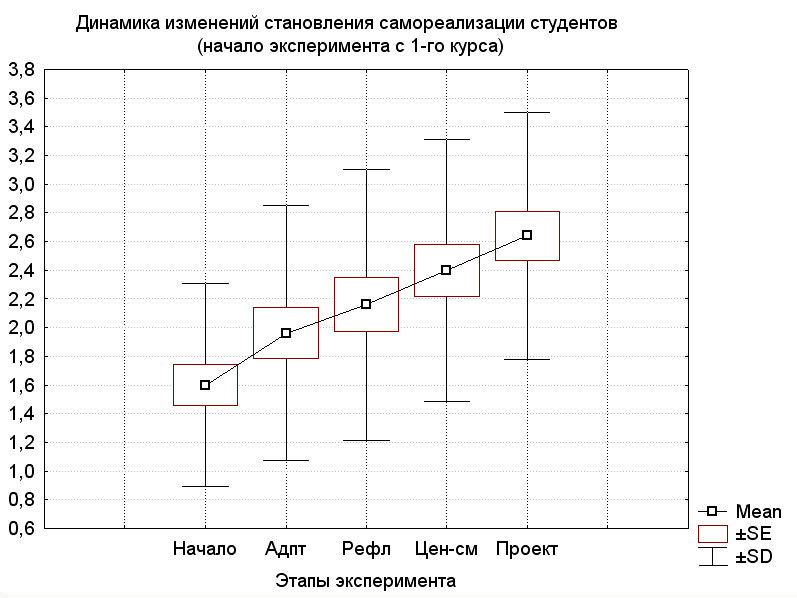 Динамика изменений становления самореализации студентов
(начало эксперимента с 1-го курса)
3,8
3,6
3,4
3,2
3,0
2,8
2,6
2,4
2,2
2,0
1,8
1,6
1,4
1,2
1,0
0,8
0,6
Начало Адпт Рефл Цен-см Проект
Этапы эксперимента
Mean
±SE
±SD